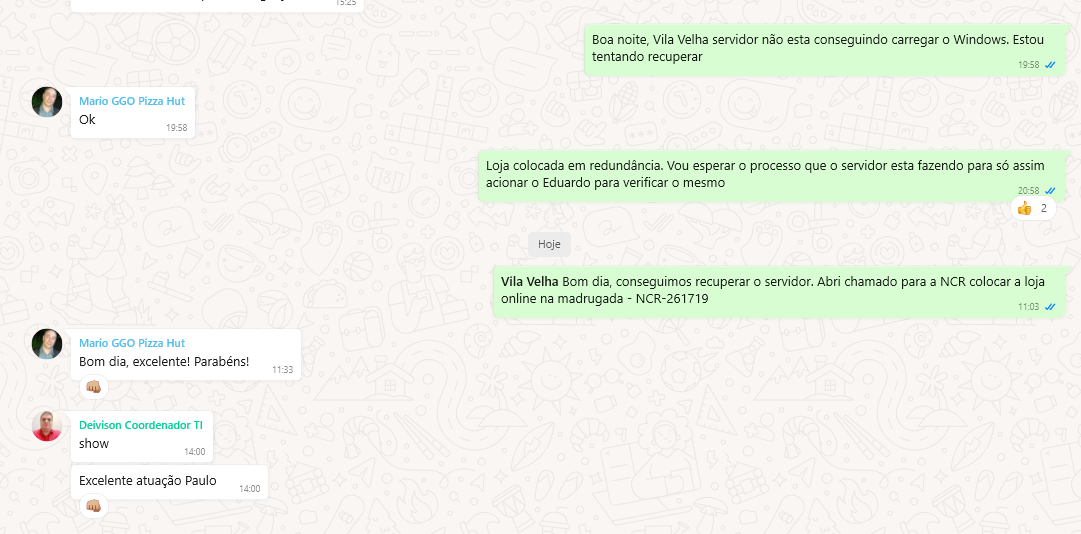 15:25
Boa noite, Vila Velha servidor não esta conseguindo carregar o Windows. Estou
tentando recuperar
19:58
Mario GGO Pizza Hut
Ok
19:58
Loja colocada em redundância. Vou esperar o processo que o servidor esta fazendo para só assim
acionar o Eduardo para verificar o mesmo
20:58
2
Hoje
Vila Velha Bom dia, conseguimos recuperar o servidor. Abri chamado para a NCR colocar a loja
online na madrugada - NCR-261719
11:03
Mario GGO Pizza Hut
Bom dia, excelente! Parabéns!
11:33
Deivison Coordenador TI
show
14:00
Excelente atuação Paulo
14:00